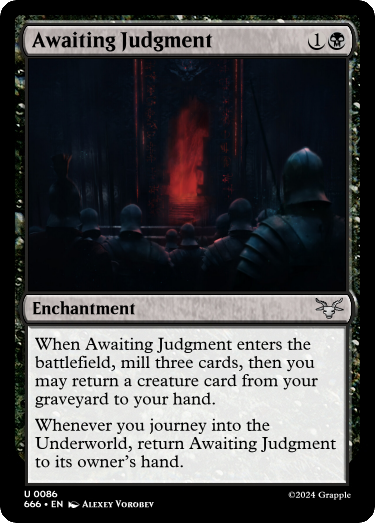 Awaiting Judgment 1
Enchantment
When Awaiting Judgment enters the
battlefield, mill three cards, then you
may return a creature card from your
graveyard to your hand.
Whenever you journey into the
Underworld, return Awaiting Judgment
to its owner's hand.
U 0086
666 • EN Alexey Vorobev
©2024 Grapple